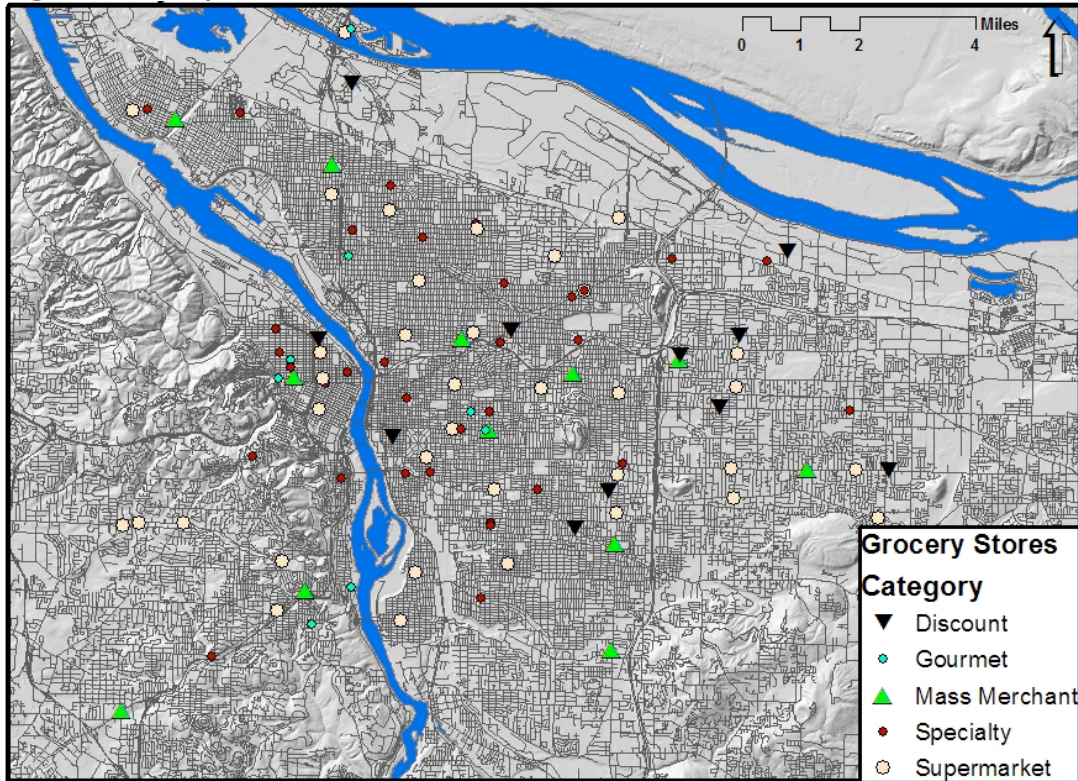 Miles
0 1 2 4
Grocery Stores
Category
Discount
Gourmet
Mass Merchant
Specialty
Supermarket